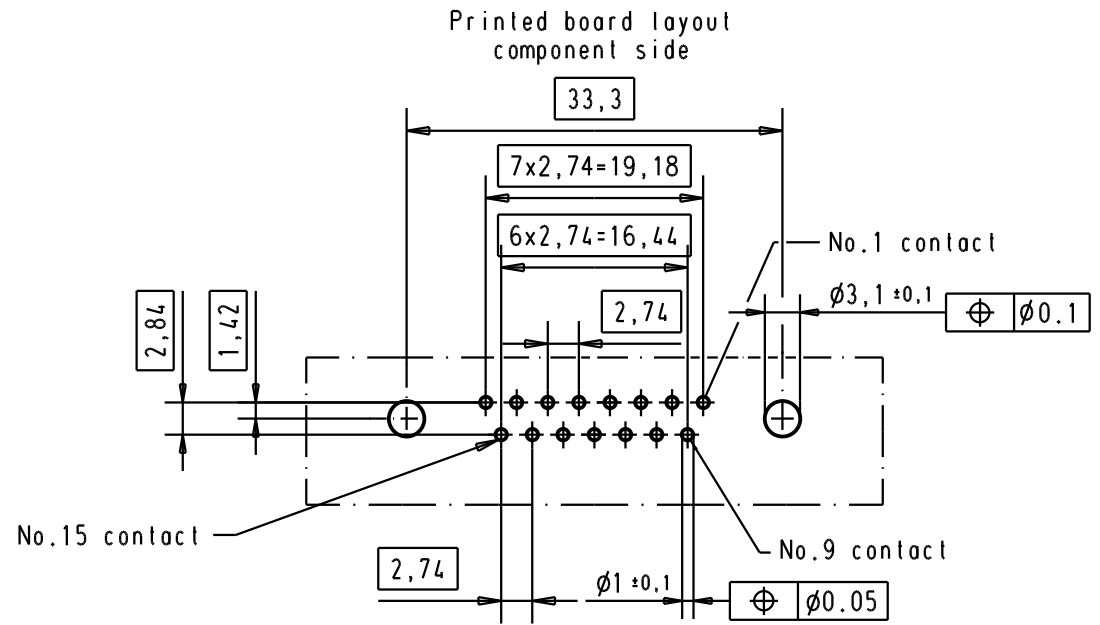 Printed board layout
component side
33,3
7x2,74=19,18
6x2,74=16,44
No.1 contact
2,84
1,42
2,74
Ø3,1 ±0,1
⌖ Ø0.1
No.15 contact
No.9 contact
2,74
Ø1 ±0,1
⌖ Ø0.05